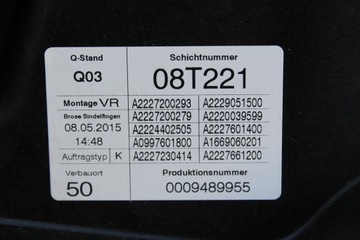 Q-Stand Schichtnummer
Q03 08T221
Montage VR A2227200293 A2229051500
Brose Sindelfingen A2227200279 A2220039599
08.05.2015 A2224402505 A2227601400
14:48 A0997601800 A1669060201
Auftragstyp K A2227230414 A2227661200
Verbauort Produktionsnummer
50 0009489955